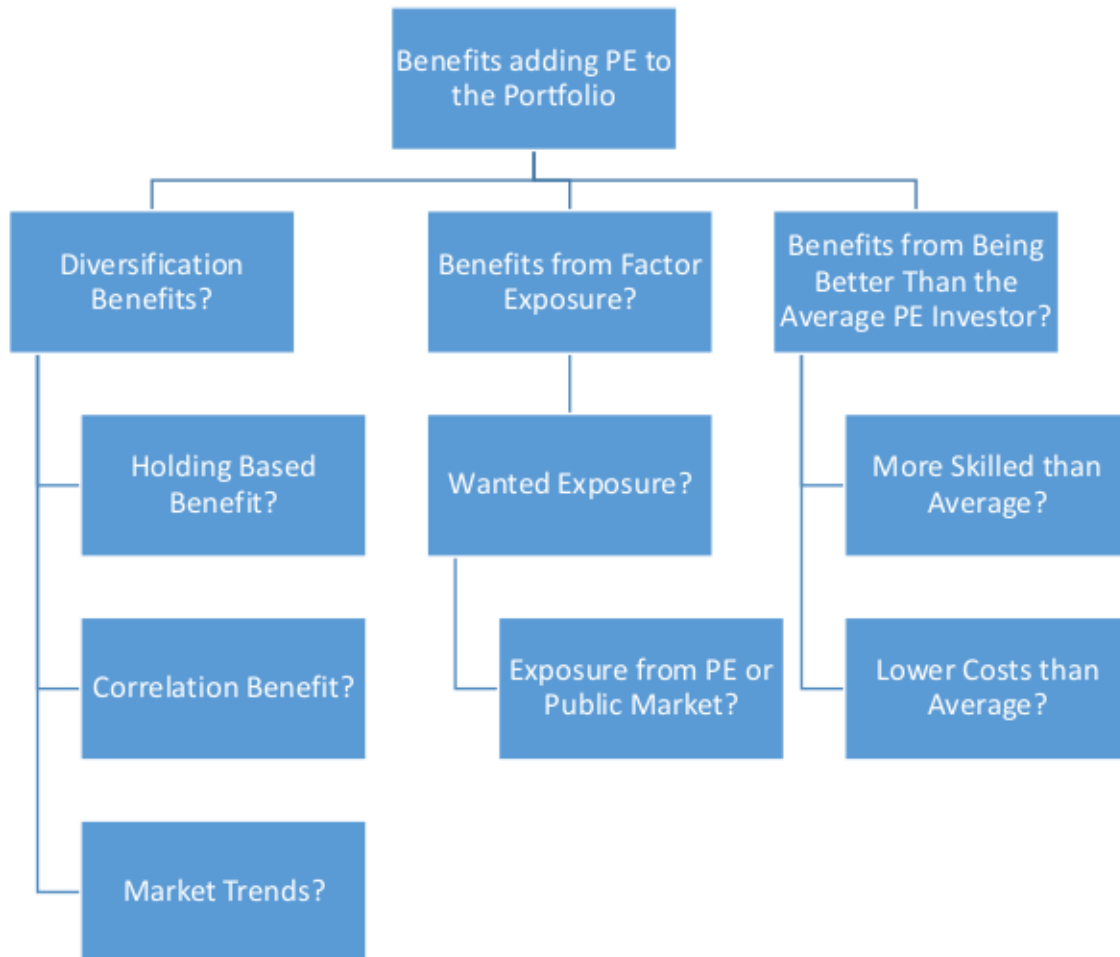 Benefits adding PE to
the Portfolio
Diversification
Benefits?
Benefits from Factor
Exposure?
Benefits from Being
Better Than the
Average PE Investor?
Holding Based
Benefit?
Wanted Exposure?
More Skilled than
Average?
Correlation Benefit?
Exposure from PE or
Public Market?
Lower Costs than
Average?
Market Trends?